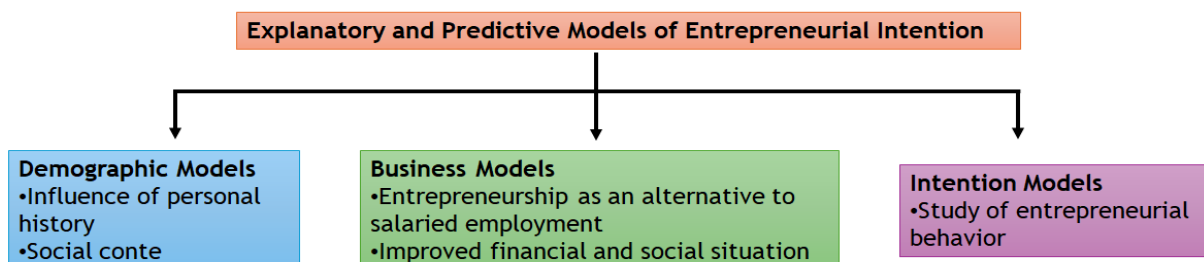 Explanatory and Predictive Models of Entrepreneurial Intention
Demographic Models
•Influence of personal
history
•Social conte
Business Models
•Entrepreneurship as an alternative to
salaried employment
•Improved financial and social situation
Intention Models
•Study of entrepreneurial
behavior